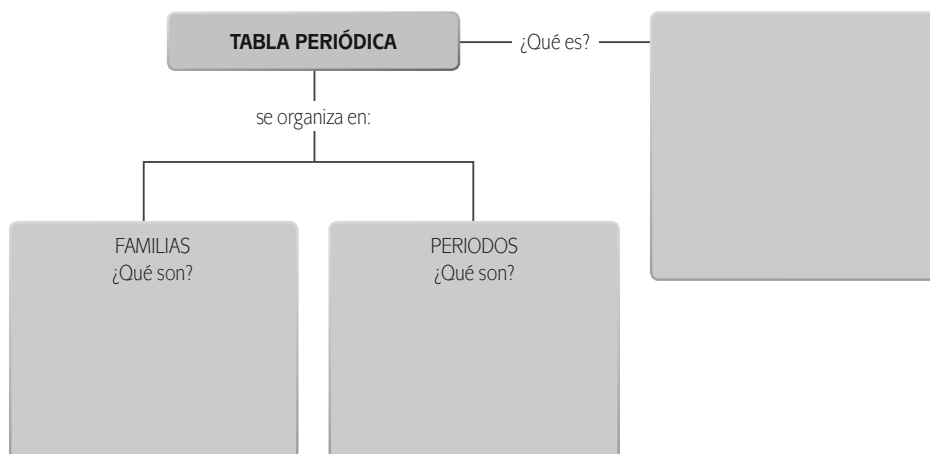 TABLA PERIÓDICA
¿Qué es?
se organiza en:
FAMILIAS
¿Qué son?
PERIODOS
¿Qué son?